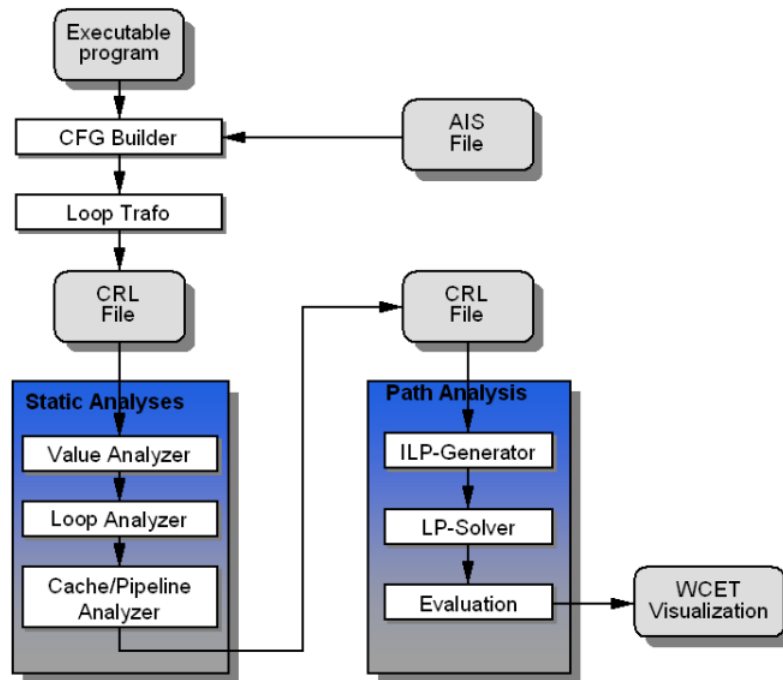 Executable
program
CFG Builder
AIS
File
Loop Trafo
CRL
File
CRL
File
Static Analyses
Value Analyzer
Loop Analyzer
Cache/Pipeline
Analyzer
Path Analysis
ILP-Generator
LP-Solver
Evaluation
WCET
Visualization